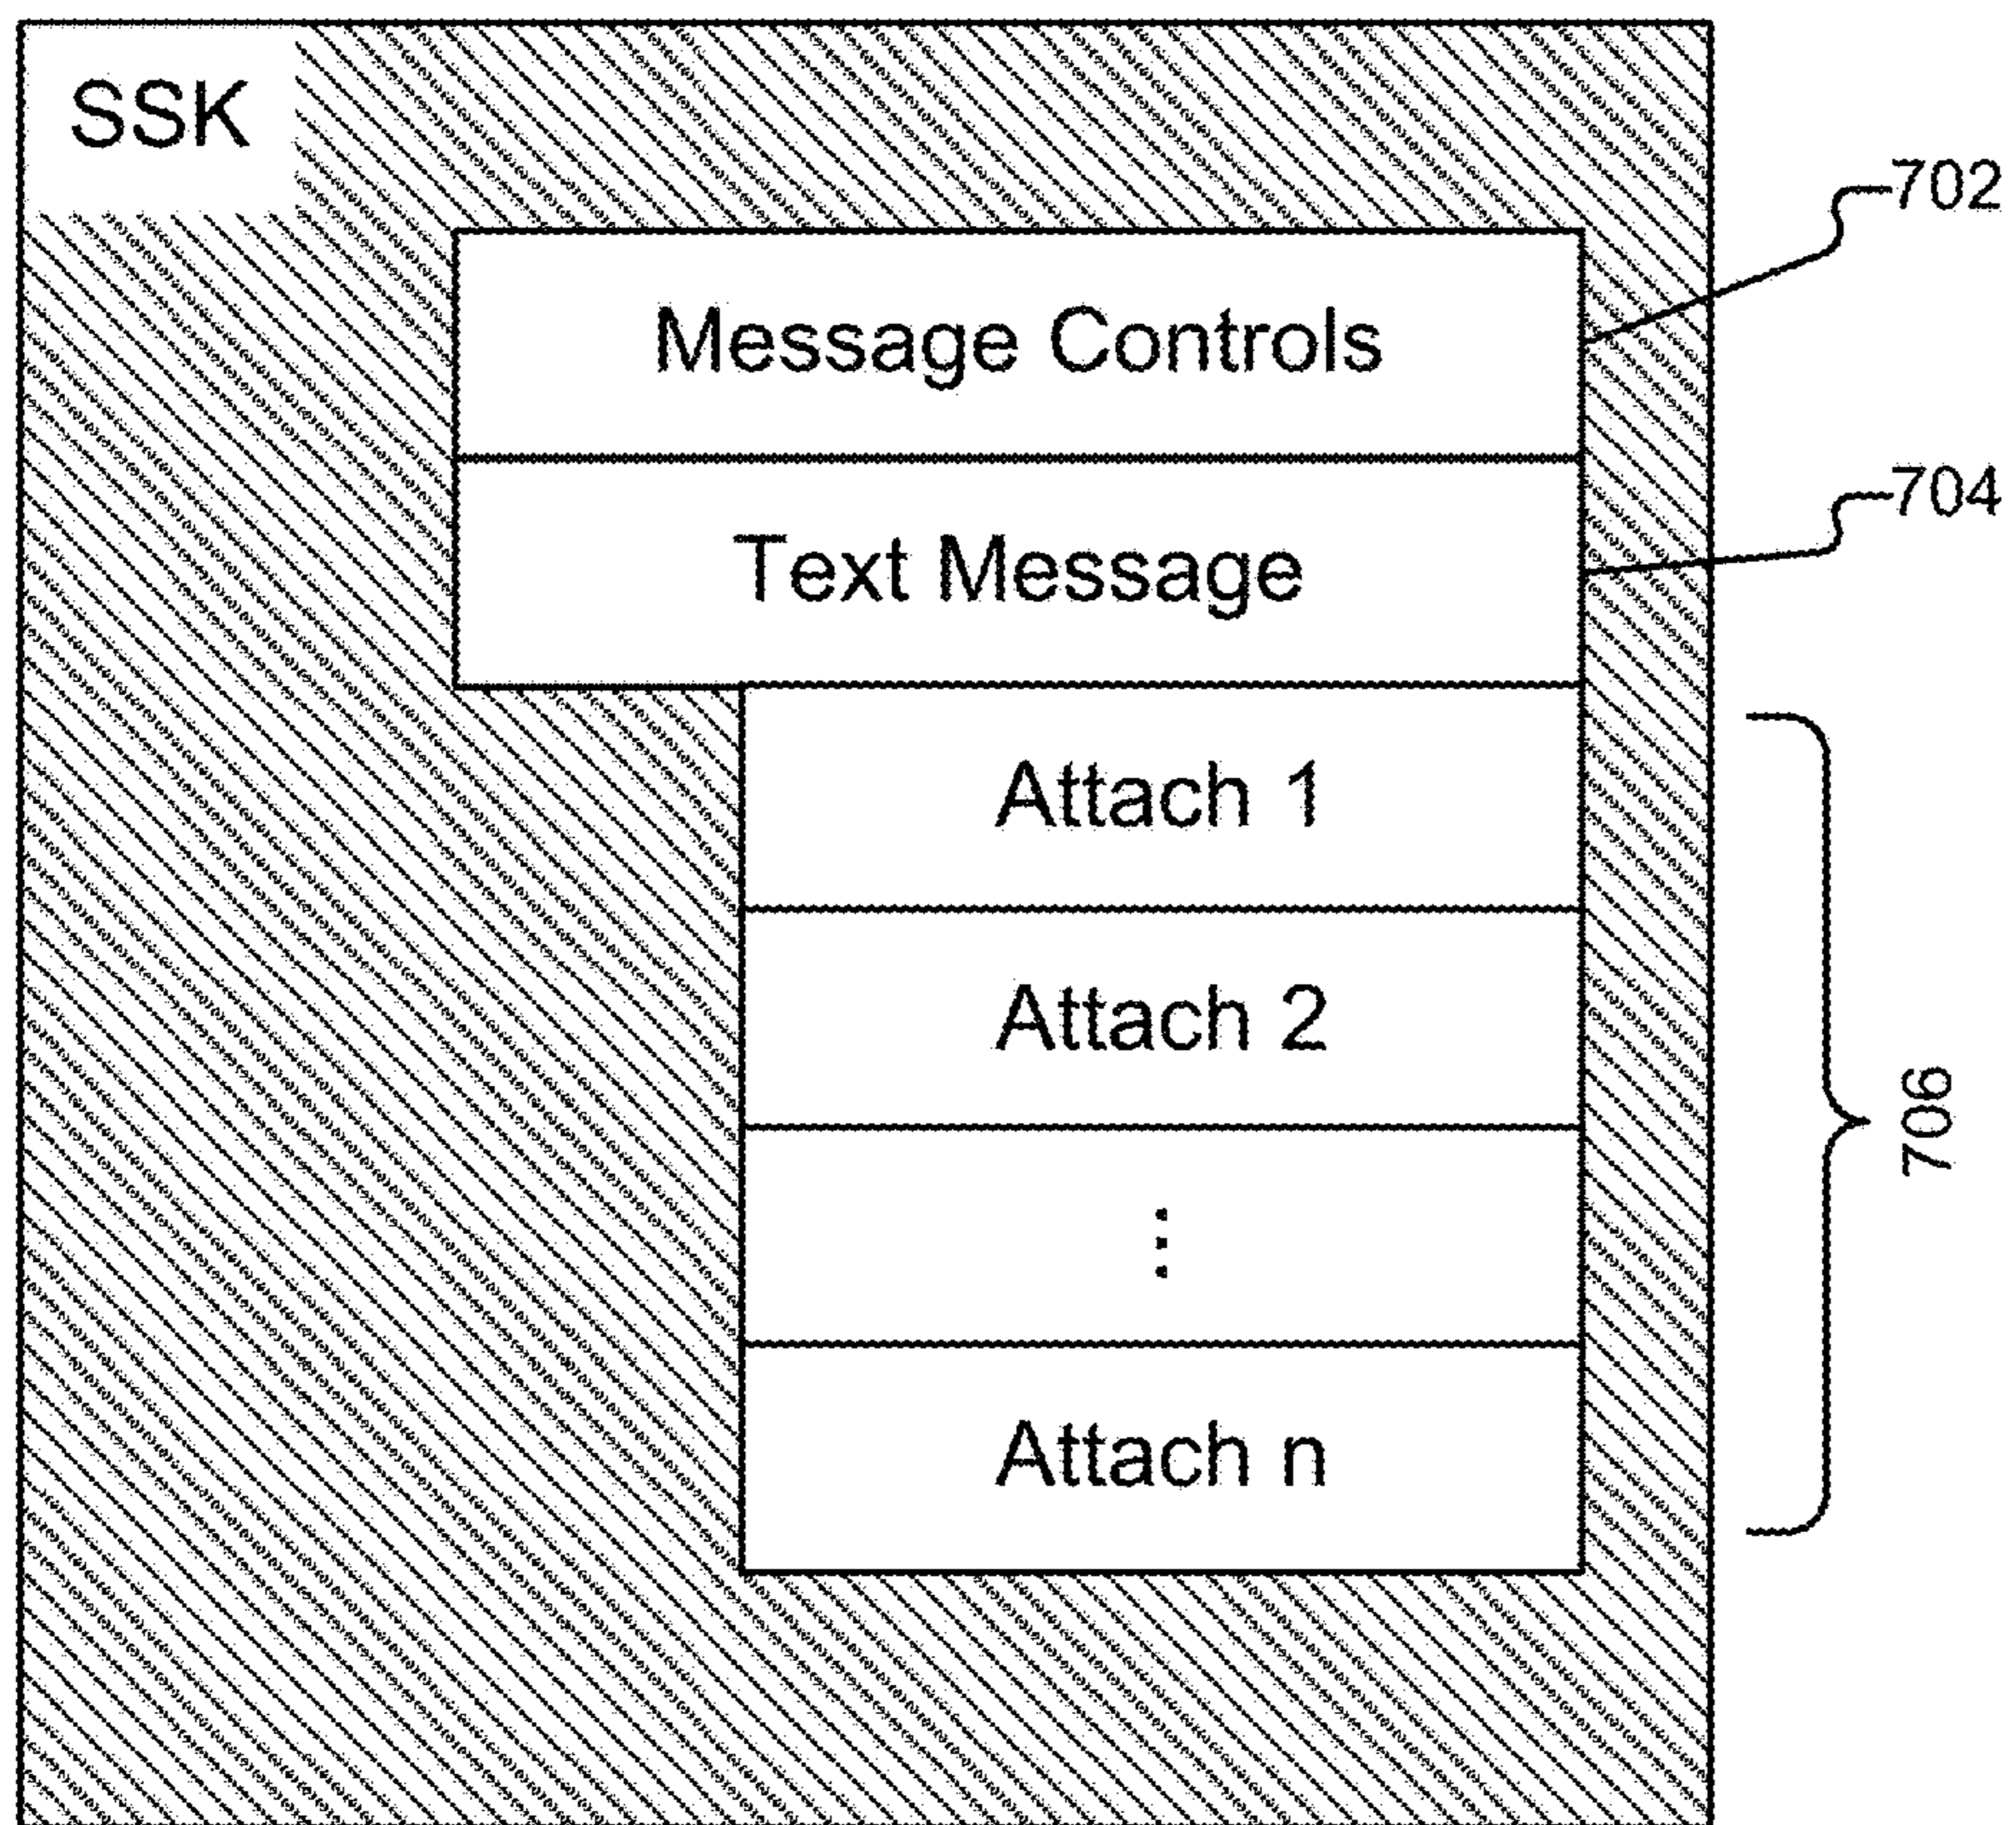 SSK
702
Message Controls
704
Text Message
Attach 1
Attach 2
⋮
Attach n
706